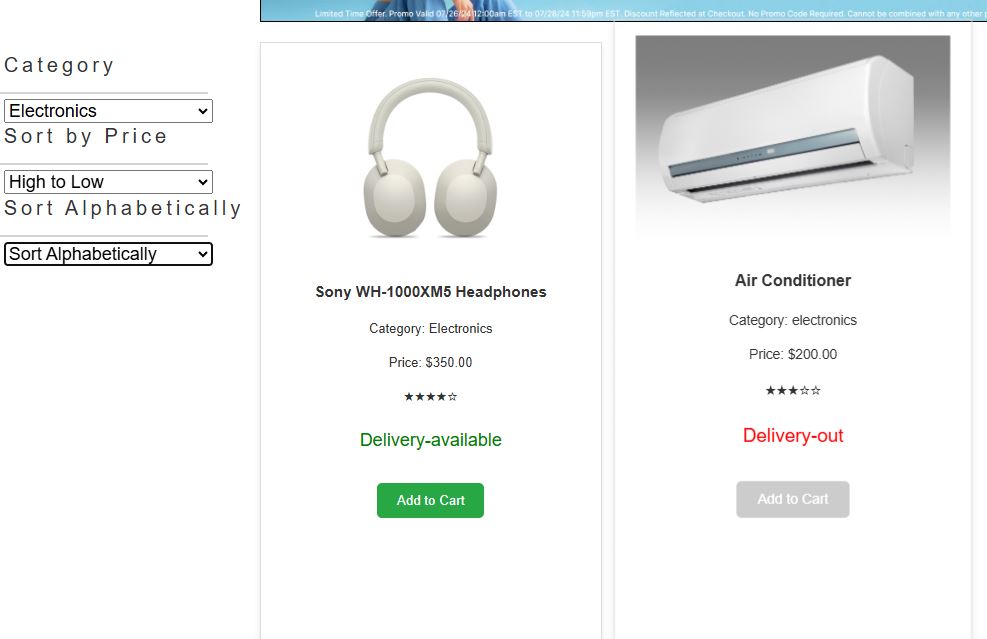 Limited Time Offer. Promo Valid 07/26/24 12:00am EST to 07/28/24 11:59pm EST. Discount Reflected at Checkout. No Promo Code Required. Cannot be combined with any other
Category
Electronics
Sort by Price
High to Low
Sort Alphabetically
Sort Alphabetically
Sony WH-1000XM5 Headphones
Category: Electronics
Price: $350.00
★★★★☆
Delivery-available
Add to Cart
Air Conditioner
Category: electronics
Price: $200.00
★★★☆☆
Delivery-out
Add to Cart